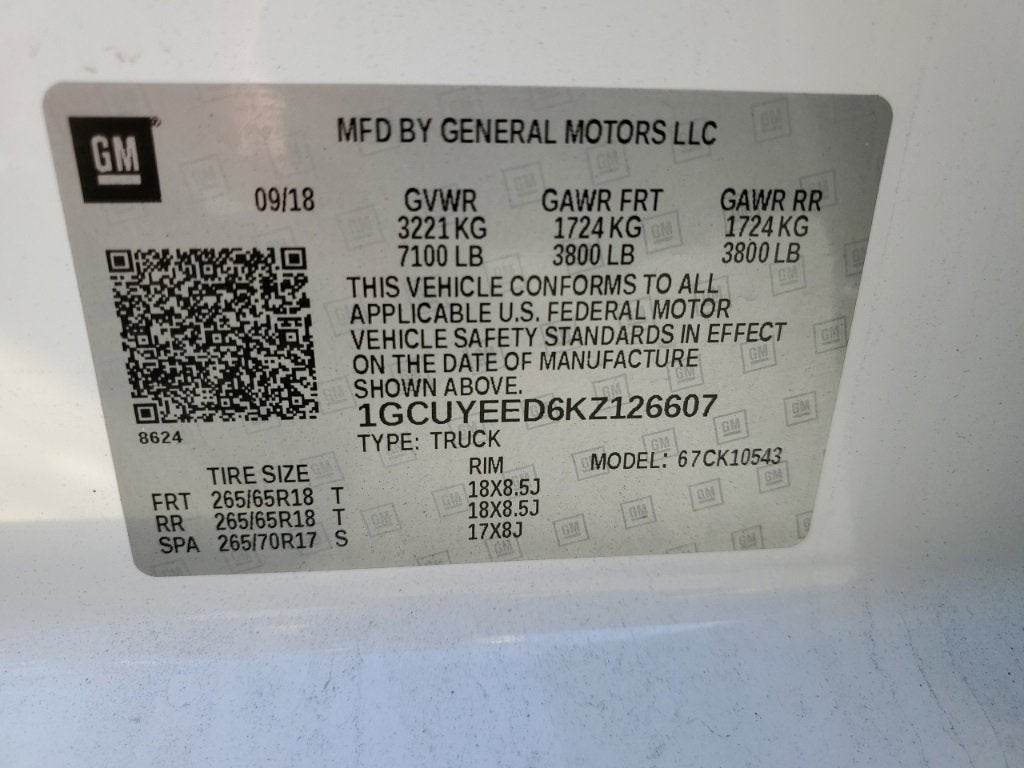 GM
MFD BY GENERAL MOTORS LLC
09/18 GVWR GAWR FRT GAWR RR
3221 KG 1724 KG 1724 KG
7100 LB 3800 LB 3800 LB
THIS VEHICLE CONFORMS TO ALL
APPLICABLE U.S. FEDERAL MOTOR
VEHICLE SAFETY STANDARDS IN EFFECT
ON THE DATE OF MANUFACTURE
SHOWN ABOVE.
1GCUYEED6KZ126607
8624
TYPE: TRUCK
TIRE SIZE RIM MODEL: 67CK10543
FRT 265/65R18 T 18X8.5J
RR 265/65R18 T 18X8.5J
SPA 265/70R17 S 17X8J